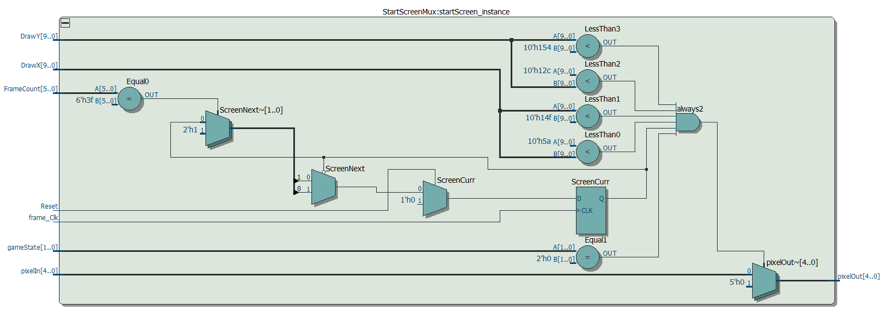 StartScreenMux:startScreen_instance
DrawY[9..0]
DrawX[9..0]
FrameCount[5..0]
Equal0
A[5..0]
6'h3f B[5..0]
=
OUT
ScreenNext~[1..0]
0
2'h1 1
ScreenNext
1 0
0 1
ScreenCurr
0
1'h0 1
ScreenCurr
D Q
CLK
Reset
frame_Clk
gameState[1..0]
pixelIn[4..0]
LessThan3
A[9..0]
10'h154 B[9..0]
<
OUT
LessThan2
10'h12c A[9..0]
B[9..0]
<
OUT
LessThan1
A[9..0]
10'h14f B[9..0]
<
OUT
LessThan0
10'h5a A[9..0]
B[9..0]
<
OUT
always2
Equal1
A[1..0]
2'h0 B[1..0]
=
OUT
pixelOut~[4..0]
0
5'h0 1
pixelOut[4..0]